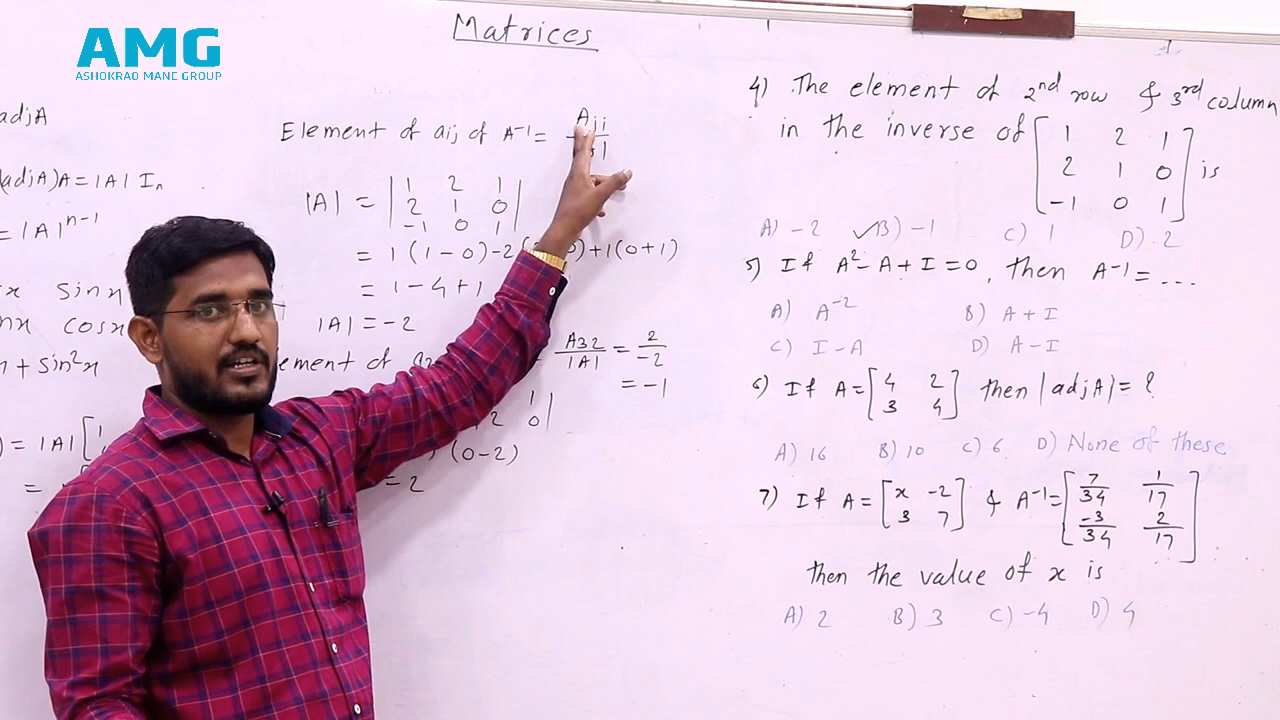 AMG
ASHOKRAO MANE GROUP
Matrices
adjA
(adjA)A = |A| Iₙ
= |A|ⁿ⁻¹
sinx
cosx
+ sin²x
= |A| [
=
Element of aij of A⁻¹ = Aji
|A| = | 1 2 1
2 1 0
-1 0 1 |
= 1(1-0)-2( +1(0+1)
= 1-4+1
|A| = -2
ement of A32/|A| = 2/-2
= -1
1
2 0 |
(0-2)
= 2
4) The element of 2nd row & 3rd column
in the inverse of [ 1 2 1
2 1 0
-1 0 1 ] is
A) -2 ✓B) -1 C) 1 D) 2
5) If A²-A+I=0, then A⁻¹= ...
A) A⁻² B) A+I
C) I-A D) A-I
6) If A= [ 4 2
3 4 ] then |adjA|= ?
A) 16 B) 10 C) 6 D) None of these
7) If A= [ x -2
3 7 ] & A⁻¹= [ 7/34 1/17
-3/34 2/17 ]
then the value of x is
A) 2 B) 3 C) -4 D) 4